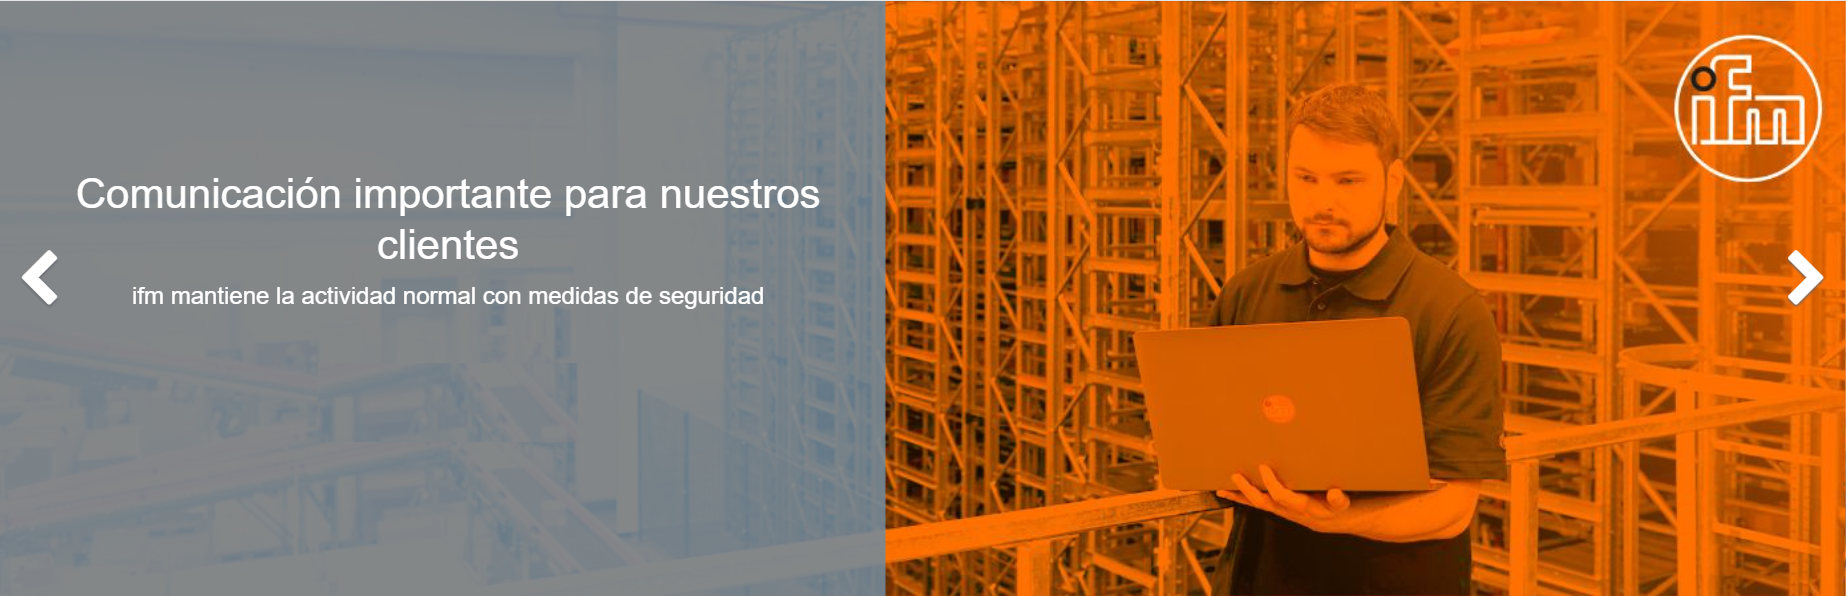 Comunicación importante para nuestros
clientes
ifm mantiene la actividad normal con medidas de seguridad
ifm